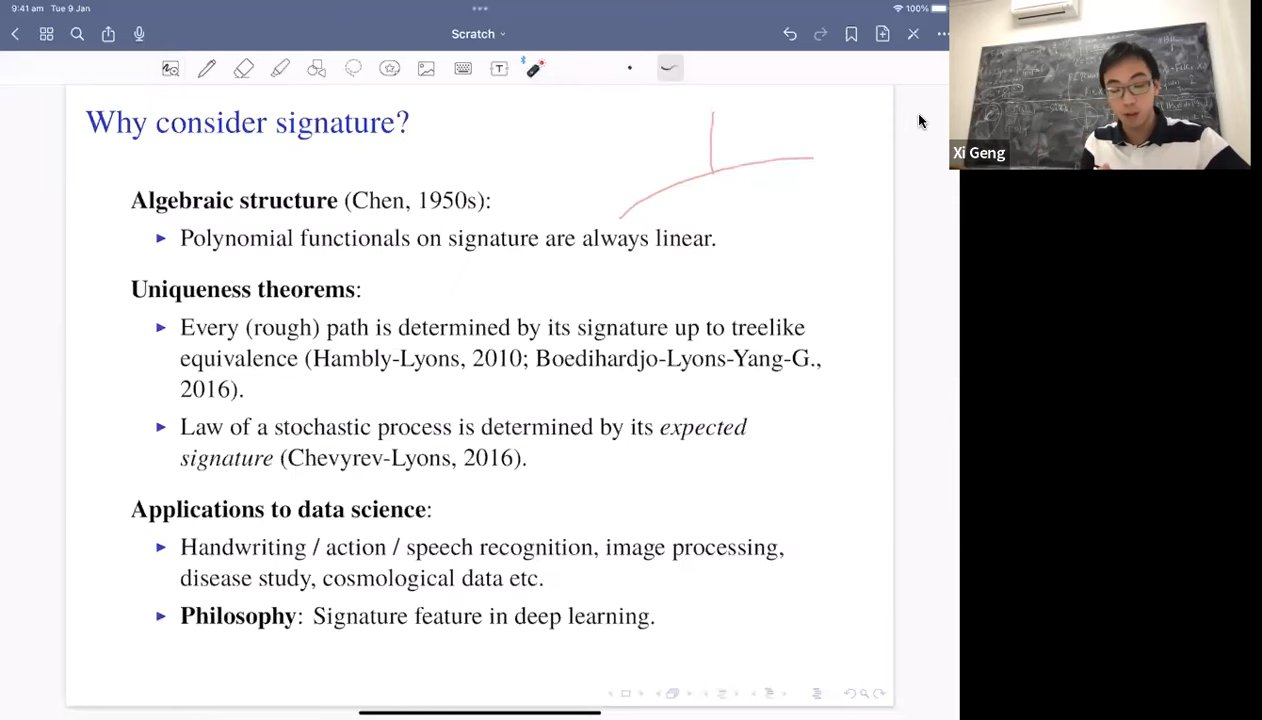 9:41 am Tue 9 Jan
100%
Scratch
T
Why consider signature?
Algebraic structure (Chen, 1950s):
Polynomial functionals on signature are always linear.
Uniqueness theorems:
Every (rough) path is determined by its signature up to treelike
equivalence (Hambly-Lyons, 2010; Boedihardjo-Lyons-Yang-G.,
2016).
Law of a stochastic process is determined by its expected
signature (Chevyrev-Lyons, 2016).
Applications to data science:
Handwriting / action / speech recognition, image processing,
disease study, cosmological data etc.
Philosophy: Signature feature in deep learning.
Xi Geng